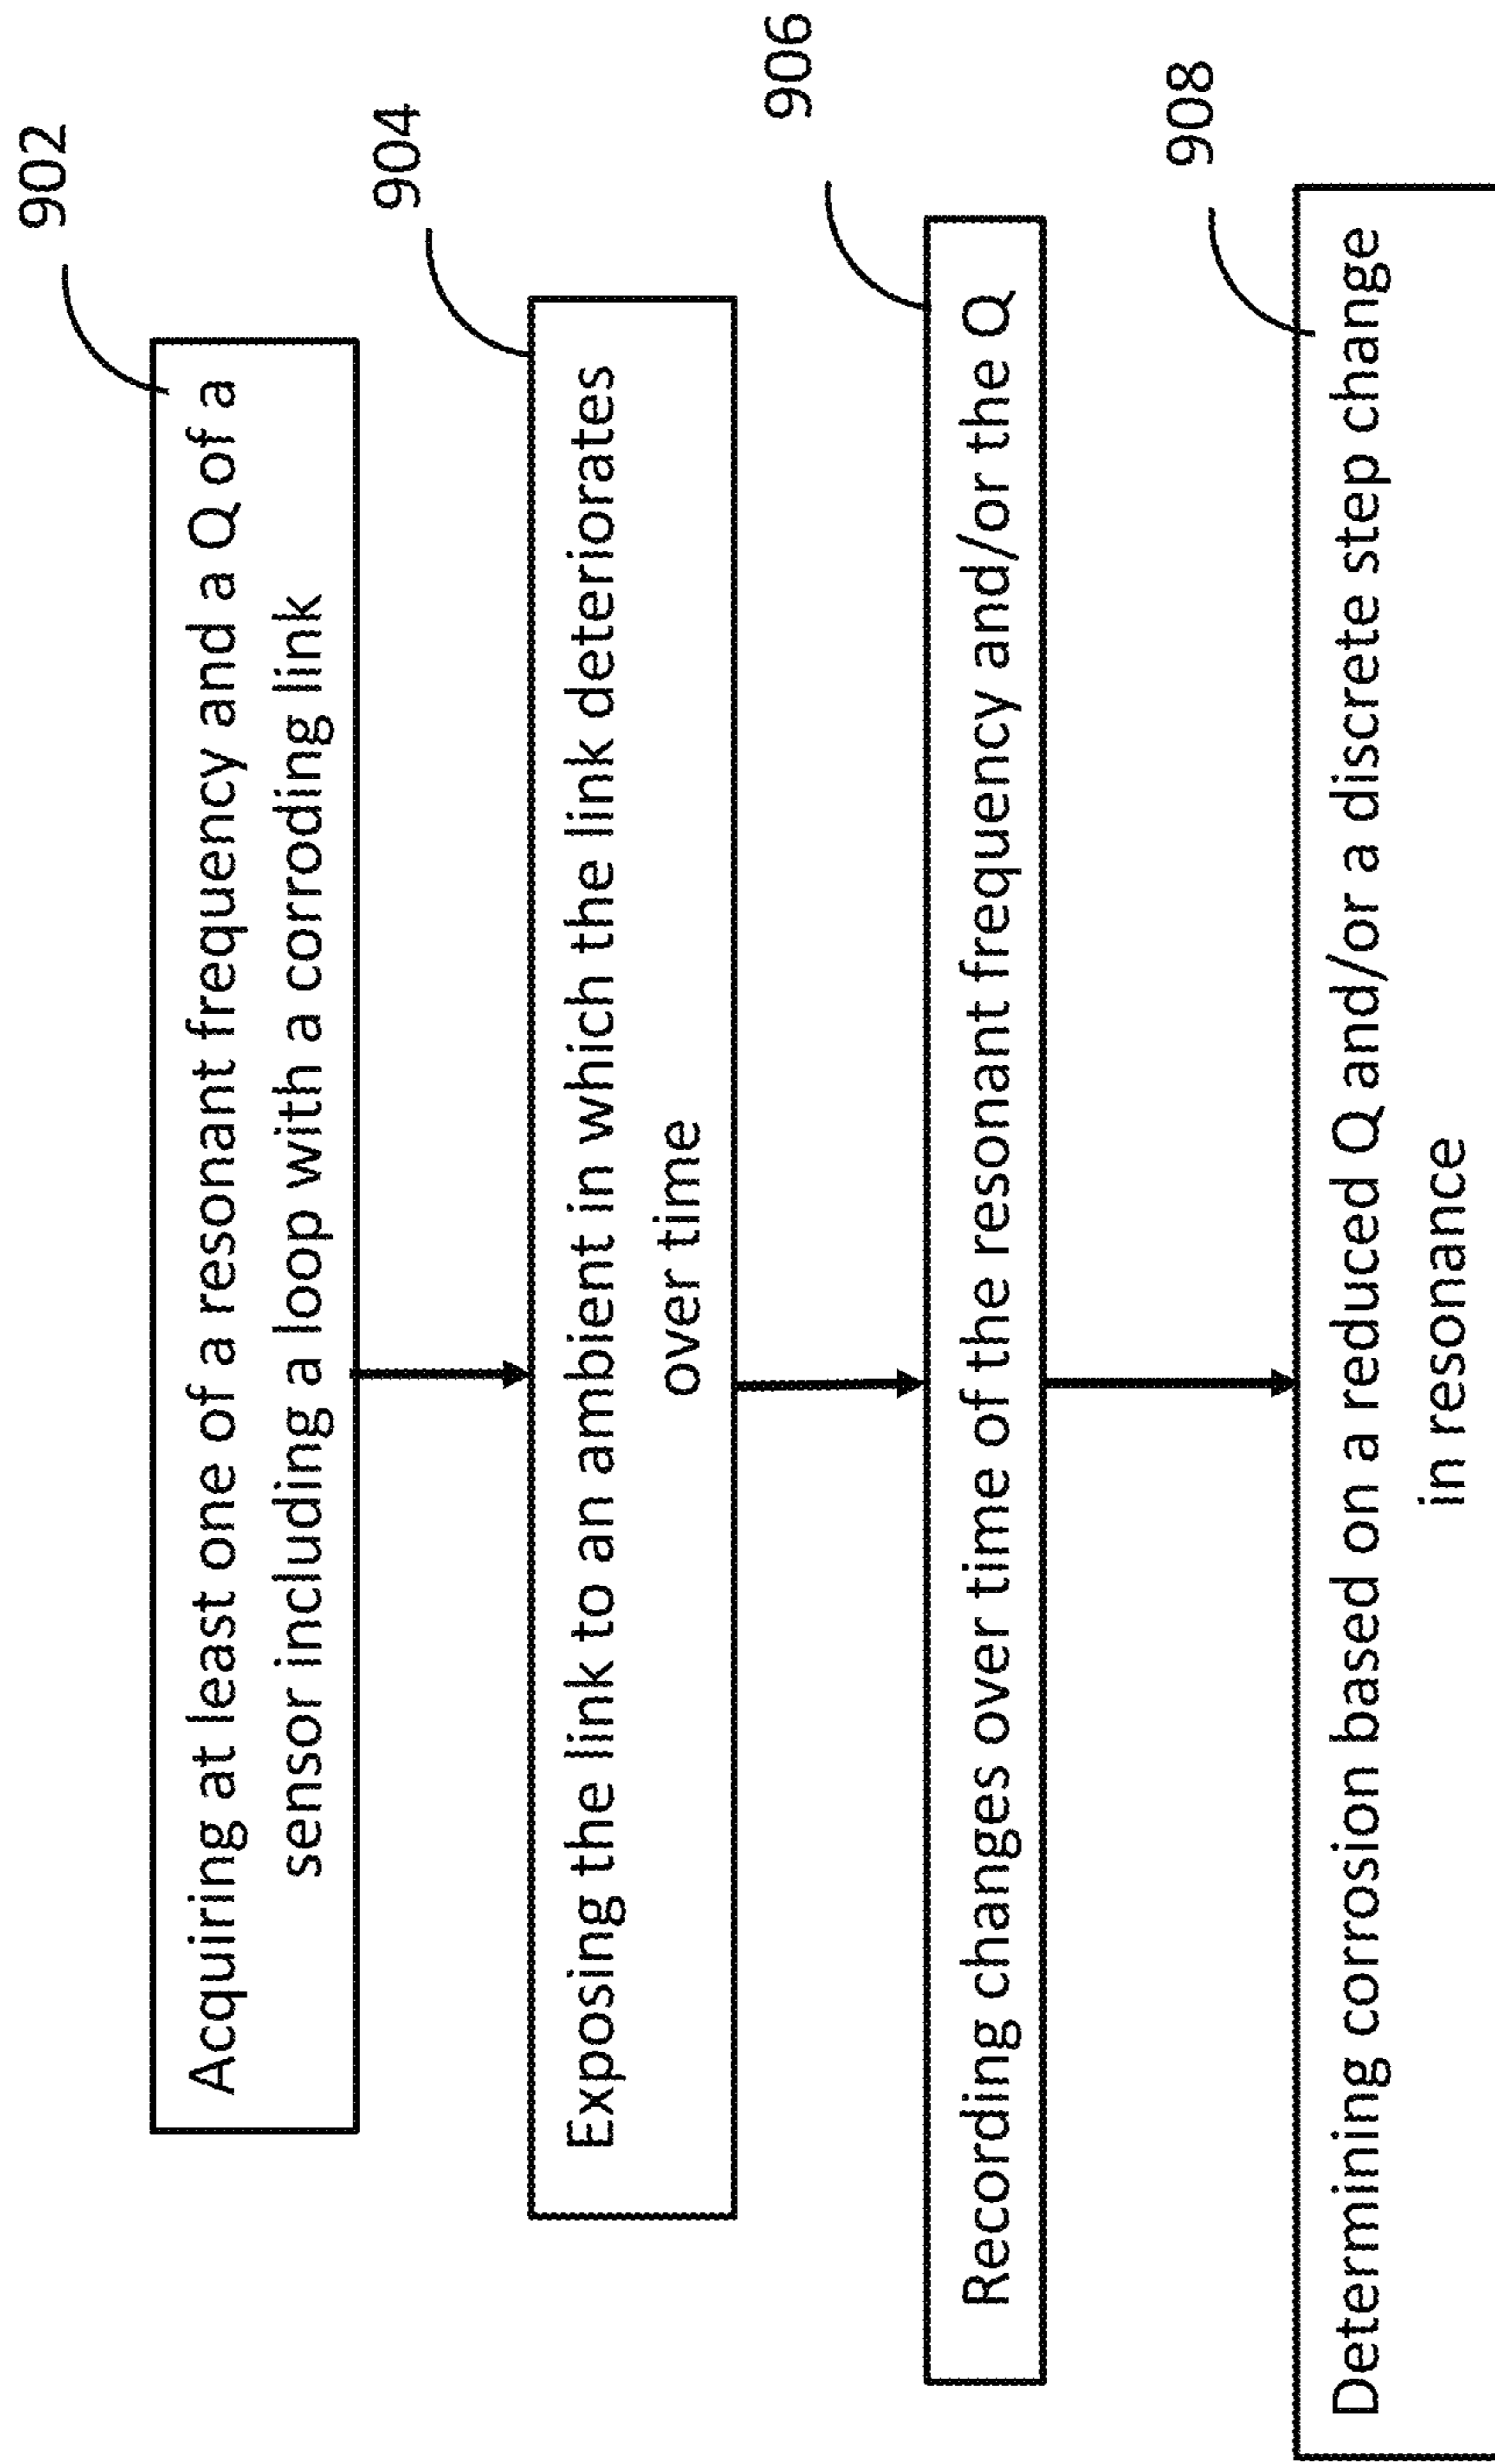 902
Acquiring at least one of a resonant frequency and a Q of a
sensor including a loop with a corroding link
904
Exposing the link to an ambient in which the link deteriorates
over time
906
Recording changes over time of the resonant frequency and/or the Q
908
Determining corrosion based on a reduced Q and/or a discrete step change
in resonance